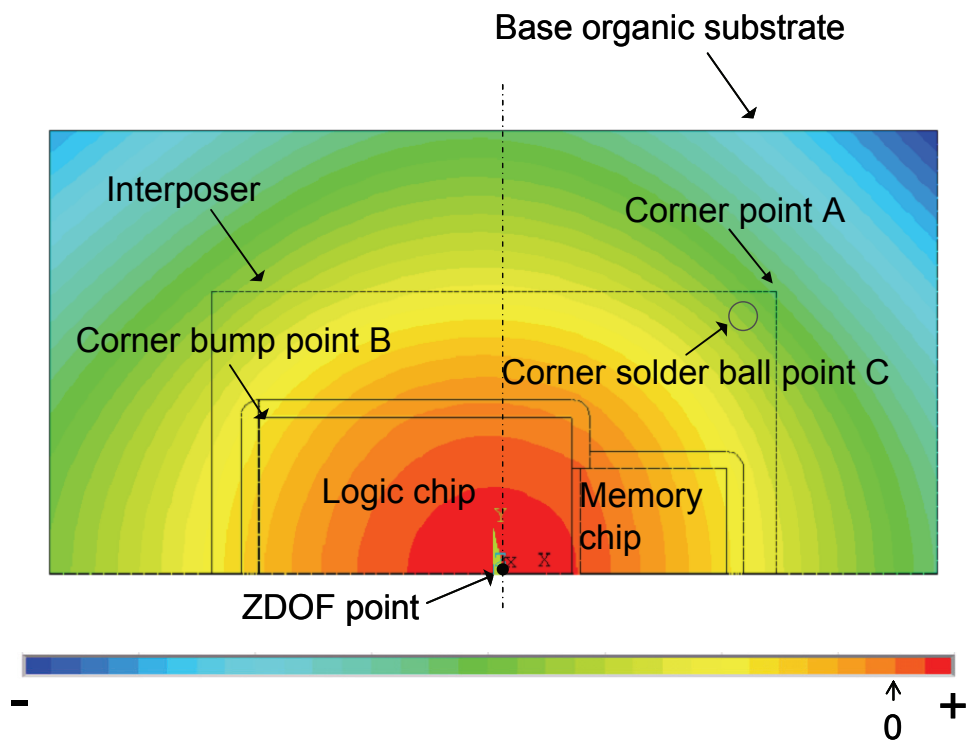 Base organic substrate
Interposer
Corner point A
Corner bump point B
Corner solder ball point C
Logic chip
Memory
chip
Y
X
X
ZDOF point
-
+
0